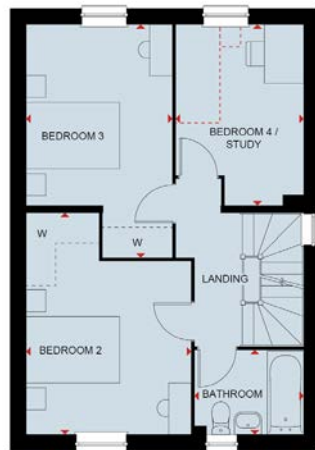 BEDROOM 3
BEDROOM 4 /
STUDY
W
W
LANDING
BEDROOM 2
BATHROOM